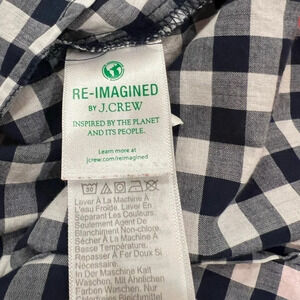 RE-IMAGINED
BY J.CREW
INSPIRED BY THE PLANET
AND ITS PEOPLE.
Learn more at
jcrew.com/reimagined
30
Laver À La Machine À
L'eau Froide. Laver En
Séparant Les Couleurs.
Seulement Agent De
Blanchiment Non-chlore.
Sécher À La Machine À
Basse Température.
Repasser À Fer Doux Si
Nécessaire.
In Der Maschine Kalt
Waschen. Mit Ähnlichen
Farben Waschen. Nur